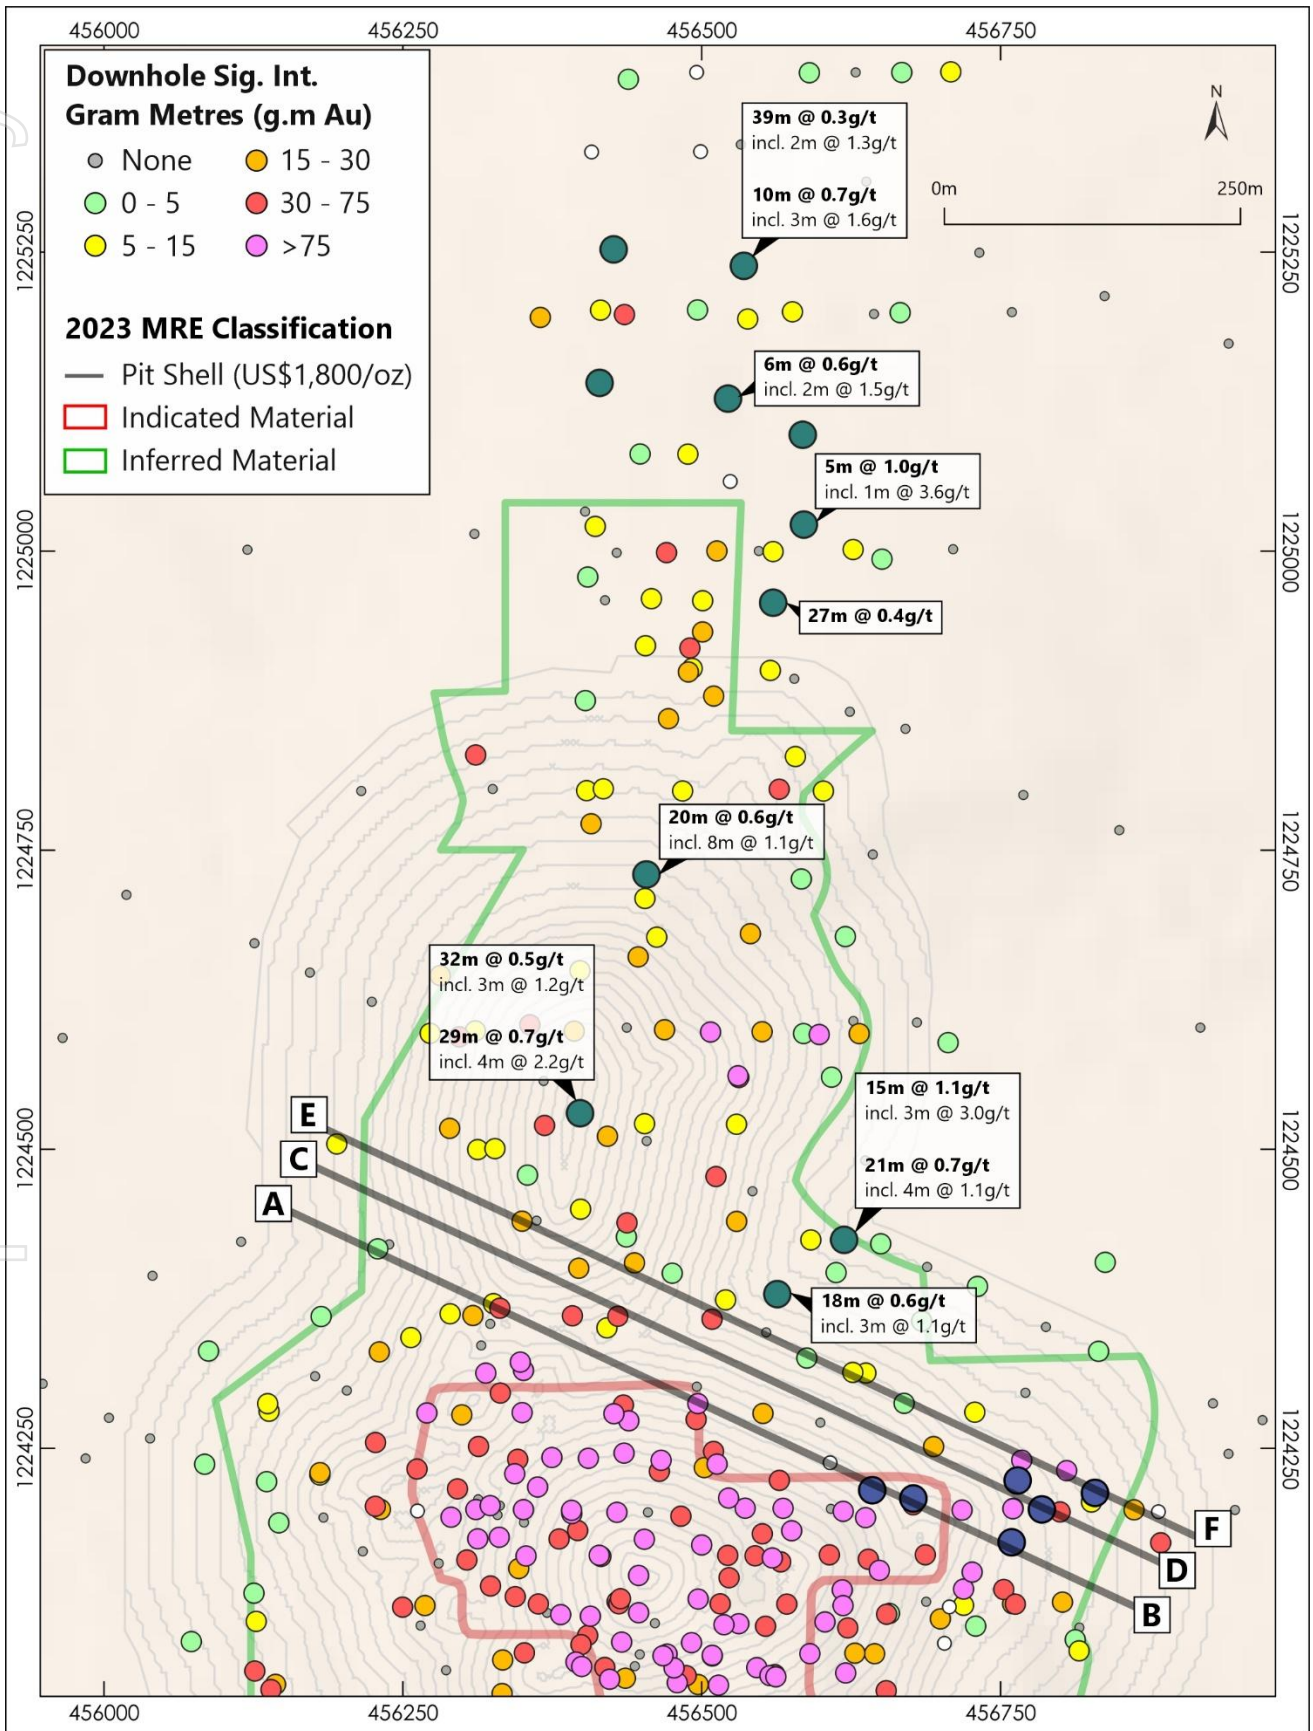 456000
456250
456500
456750
Downhole Sig. Int.
Gram Metres (g.m Au)
None
15 - 30
0 - 5
30 - 75
5 - 15
>75
2023 MRE Classification
Pit Shell (US$1,800/oz)
Indicated Material
Inferred Material
N
0m
250m
39m @ 0.3g/t
incl. 2m @ 1.3g/t
10m @ 0.7g/t
incl. 3m @ 1.6g/t
1225250
1225250
6m @ 0.6g/t
incl. 2m @ 1.5g/t
5m @ 1.0g/t
incl. 1m @ 3.6g/t
1225000
1225000
27m @ 0.4g/t
20m @ 0.6g/t
incl. 8m @ 1.1g/t
1224750
1224750
32m @ 0.5g/t
incl. 3m @ 1.2g/t
29m @ 0.7g/t
incl. 4m @ 2.2g/t
15m @ 1.1g/t
incl. 3m @ 3.0g/t
21m @ 0.7g/t
incl. 4m @ 1.1g/t
E
C
A
1224500
1224500
18m @ 0.6g/t
incl. 3m @ 1.1g/t
1224250
1224250
F
D
B
456000
456250
456500
456750